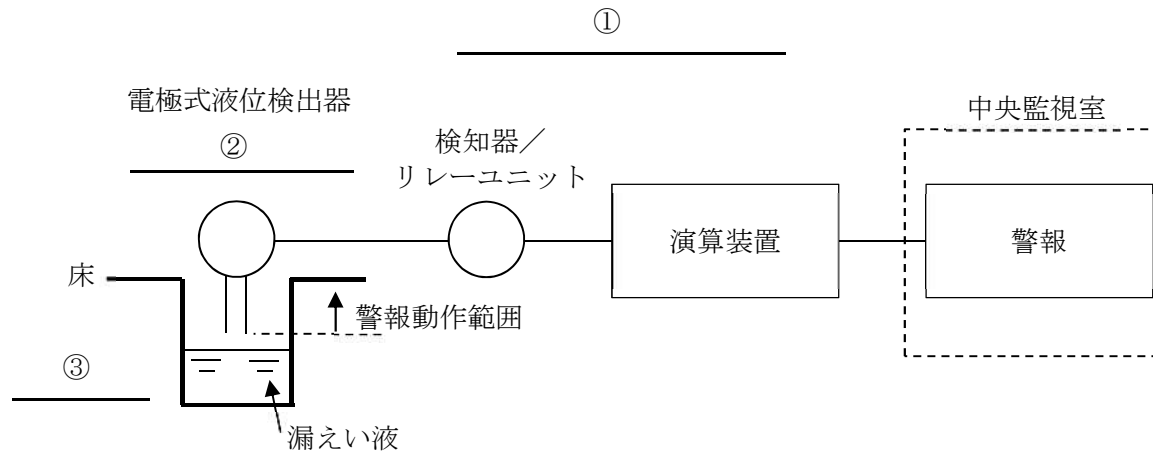 ①
電極式液位検出器
②
検知器／
リレーユニット
中央監視室
演算装置
警報
床
警報動作範囲
③
漏えい液